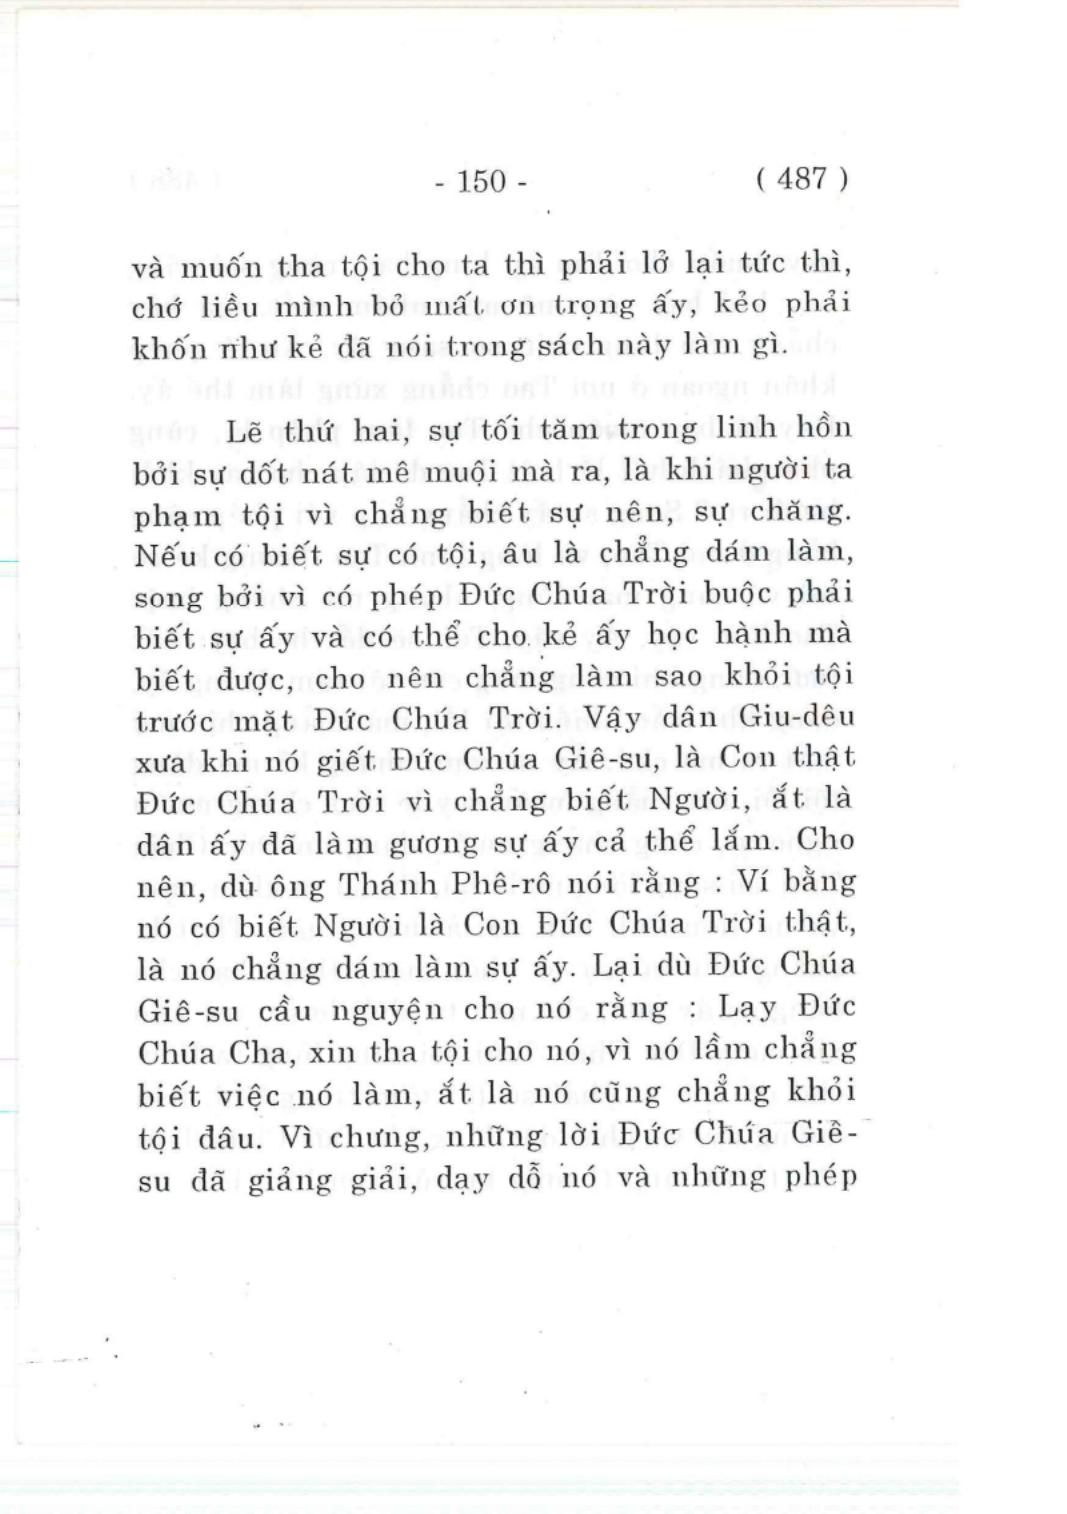 - 150 - ( 487 )
và muốn tha tội cho ta thì phải lở lại tức thì,
chớ liều mình bỏ mất ơn trọng ấy, kẻo phải
khốn như kẻ đã nói trong sách này làm gì.
Lẽ thứ hai, sự tối tăm trong linh hồn
bởi sự dốt nát mê muội mà ra, là khi người ta
phạm tội vì chẳng biết sự nên, sự chăng.
Nếu có biết sự có tội, âu là chẳng dám làm,
song bởi vì có phép Đức Chúa Trời buộc phải
biết sự ấy và có thể cho kẻ ấy học hành mà
biết được, cho nên chẳng làm sao khỏi tội
trước mặt Đức Chúa Trời. Vậy dân Giu-dêu
xưa khi nó giết Đức Chúa Giê-su, là Con thật
Đức Chúa Trời vì chẳng biết Người, ắt là
dân ấy đã làm gương sự ấy cả thể lắm. Cho
nên, dù ông Thánh Phê-rô nói rằng : Ví bằng
nó có biết Người là Con Đức Chúa Trời thật,
là nó chẳng dám làm sự ấy. Lại dù Đức Chúa
Giê-su cầu nguyện cho nó rằng : Lạy Đức
Chúa Cha, xin tha tội cho nó, vì nó lầm chẳng
biết việc nó làm, ắt là nó cũng chẳng khỏi
tội đâu. Vì chưng, những lời Đức Chúa Giê-
su đã giảng giải, dạy dỗ nó và những phép